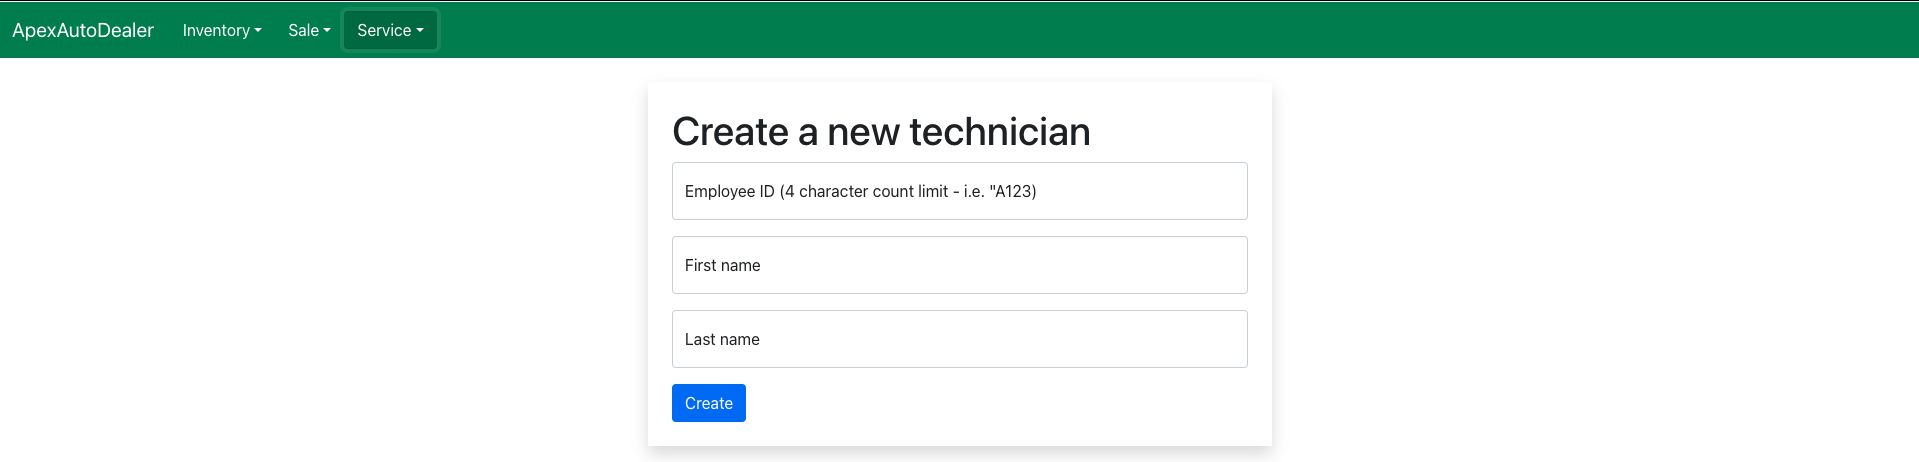 ApexAutoDealer Inventory Sale Service
Create a new technician
Employee ID (4 character count limit - i.e. "A123)
First name
Last name
Create